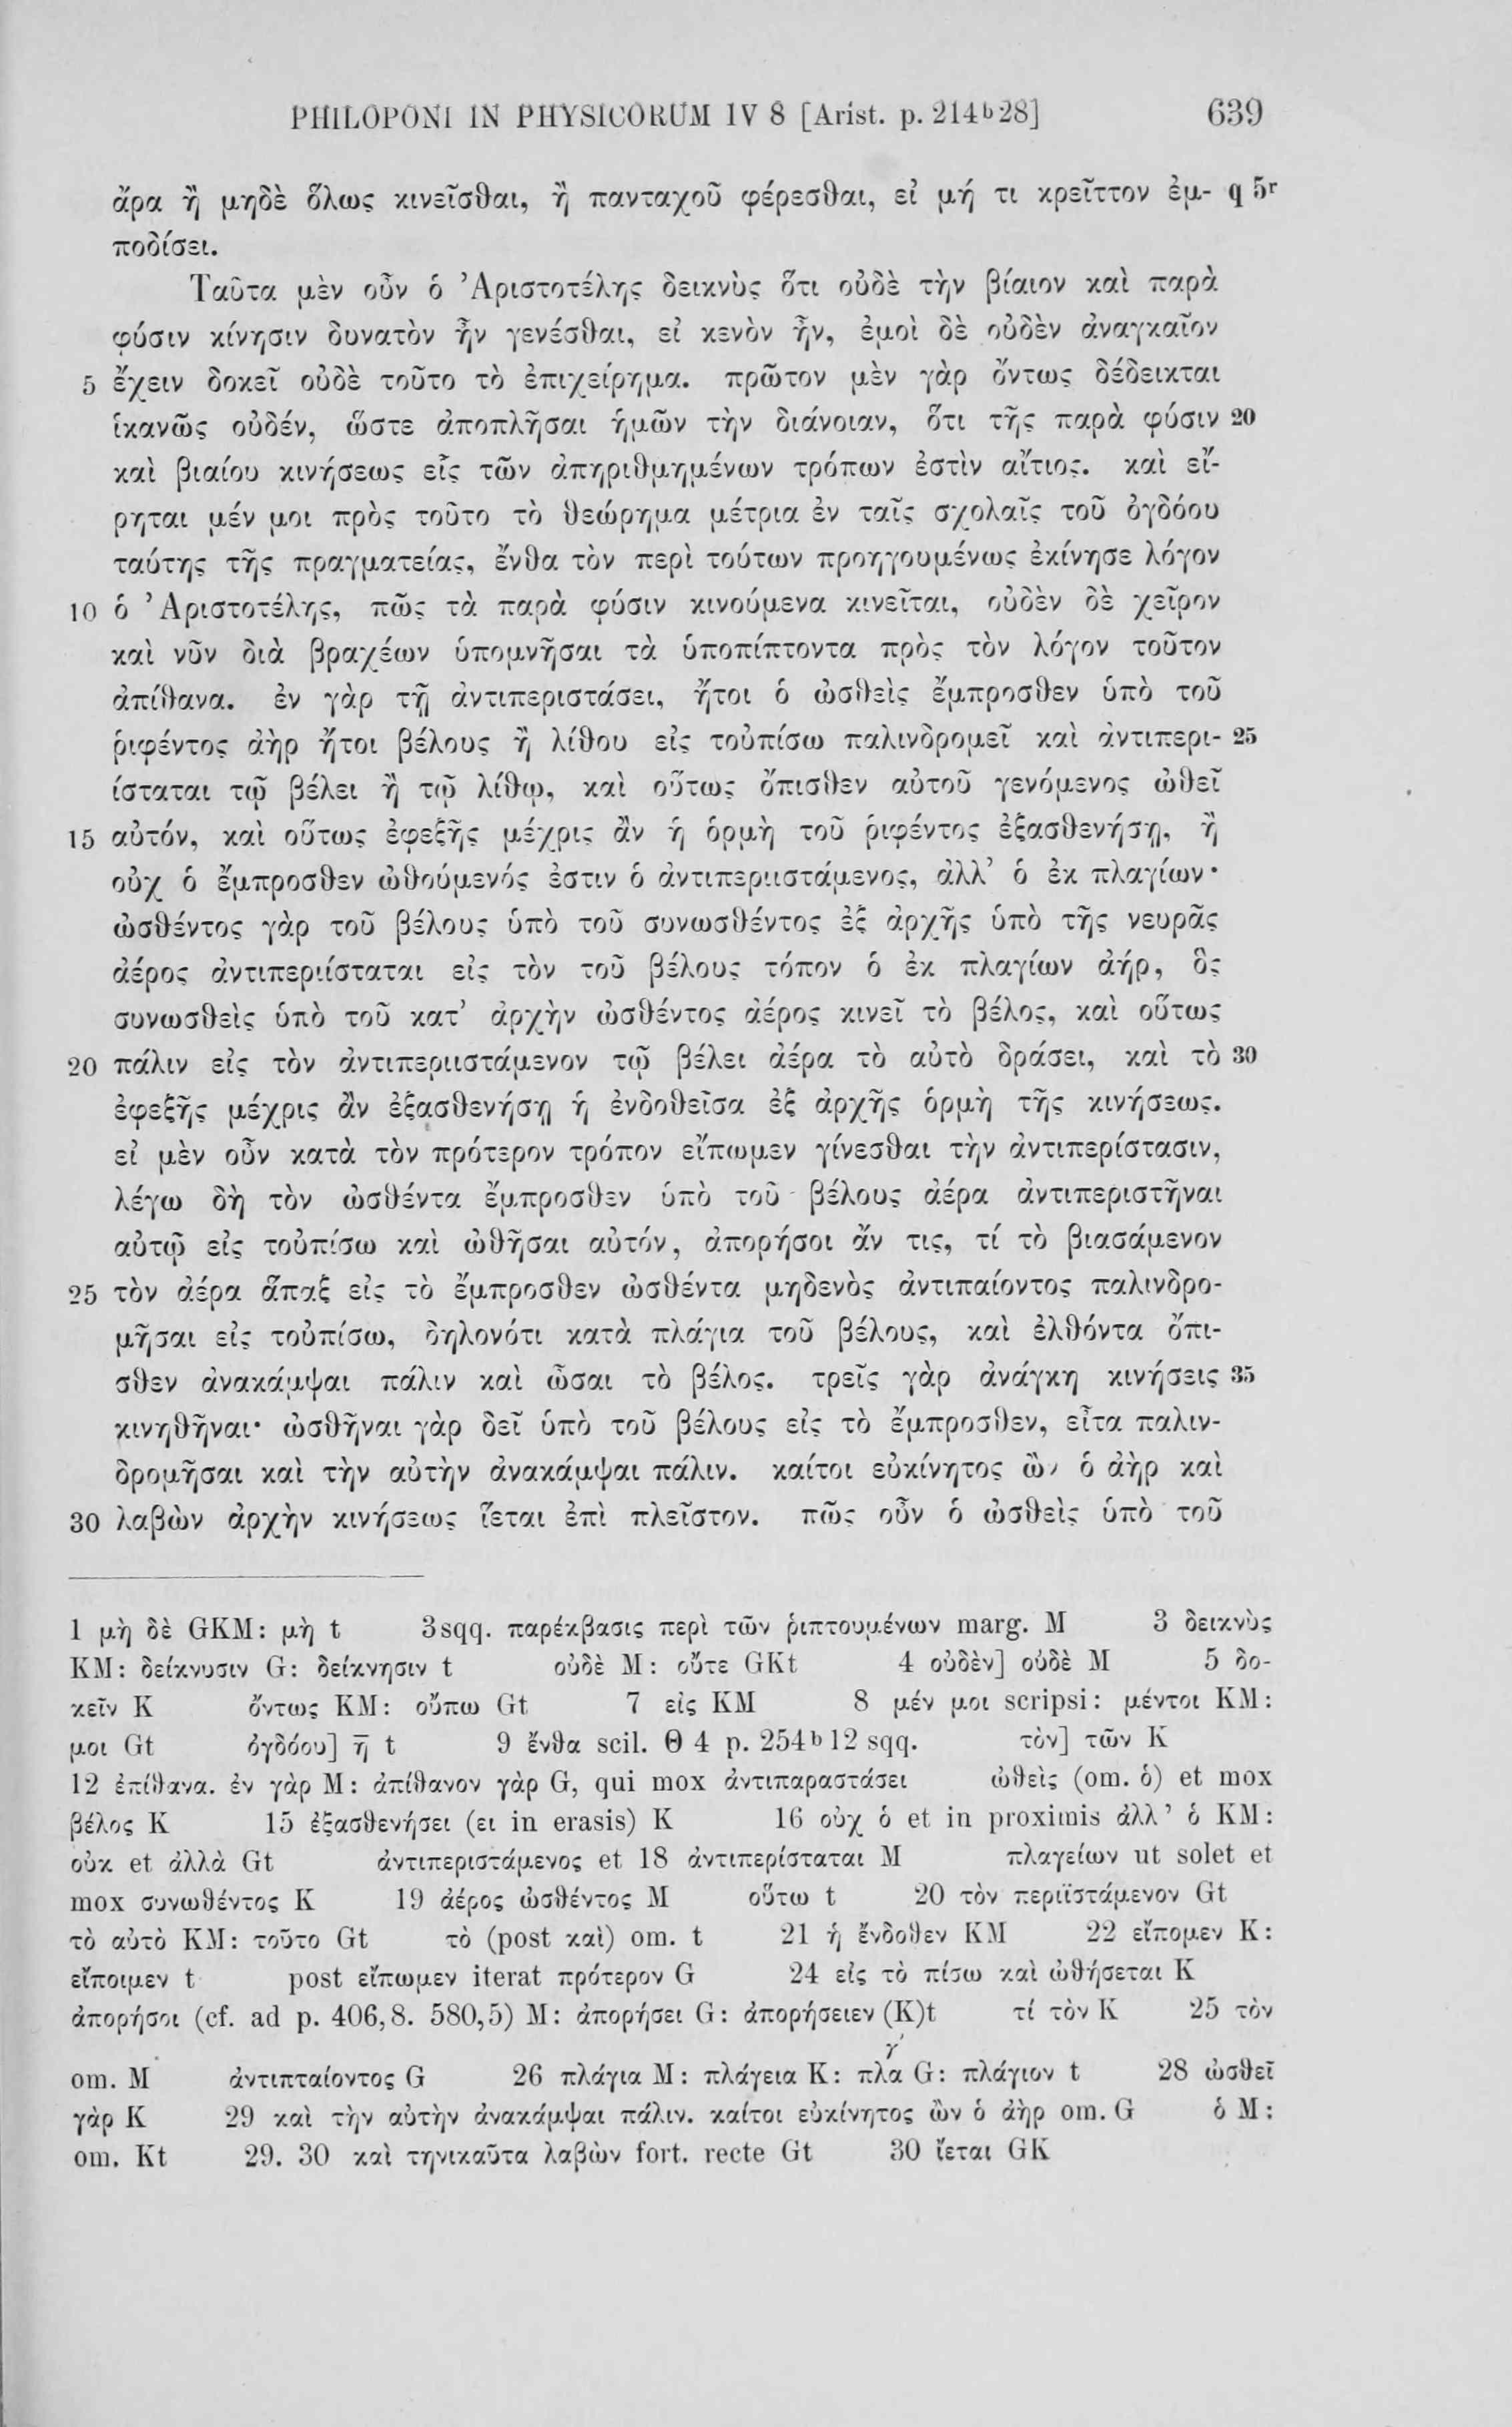 PHILOPONI IN PHYSICORUM IV 8 [Arist. p. 214b28] 639
ἄρα ἢ μηδὲ ὅλως κινεῖσθαι, ἢ πανταχοῦ φέρεσθαι, εἰ μή τι κρεῖττον ἐμ- q 5r
ποδίσει.
Ταῦτα μὲν οὖν ὁ Ἀριστοτέλης δεικνὺς ὅτι οὐδὲ τὴν βίαιον καὶ παρὰ
φύσιν κίνησιν δυνατὸν ἦν γενέσθαι, εἰ κενὸν ἦν, ἐμοὶ δὲ οὐδὲν ἀναγκαῖον
5 ἔχειν δοκεῖ οὐδὲ τοῦτο τὸ ἐπιχείρημα. πρῶτον μὲν γὰρ ὄντως δέδεικται
ἱκανῶς οὐδέν, ὥστε ἀποπλῆσαι ἡμῶν τὴν διάνοιαν, ὅτι τῆς παρὰ φύσιν 20
καὶ βιαίου κινήσεως εἷς τῶν ἀπηριθμημένων τρόπων ἐστὶν αἴτιος. καὶ εἴ-
ρηται μέν μοι πρὸς τοῦτο τὸ θεώρημα μέτρια ἐν ταῖς σχολαῖς τοῦ ὀγδόου
ταύτης τῆς πραγματείας, ἔνθα τὸν περὶ τούτων προηγουμένως ἐκίνησε λόγον
10 ὁ Ἀριστοτέλης, πῶς τὰ παρὰ φύσιν κινούμενα κινεῖται, οὐδὲν δὲ χεῖρον
καὶ νῦν διὰ βραχέων ὑπομνῆσαι τὰ ὑποπίπτοντα πρὸς τὸν λόγον τοῦτον
ἀπίθανα. ἐν γὰρ τῇ ἀντιπεριστάσει, ἤτοι ὁ ὠσθεὶς ἔμπροσθεν ὑπὸ τοῦ
ῥιφέντος ἀὴρ ἤτοι βέλους ἢ λίθου εἰς τοὐπίσω παλινδρομεῖ καὶ ἀντιπερι- 25
ίσταται τῷ βέλει ἢ τῷ λίθῳ, καὶ οὕτως ὄπισθεν αὐτοῦ γενόμενος ὠθεῖ
15 αὐτόν, καὶ οὕτως ἐφεξῆς μέχρις ἂν ἡ ὁρμὴ τοῦ ῥιφέντος ἐξασθενήσῃ, ἢ
οὐχ ὁ ἔμπροσθεν ὠθούμενός ἐστιν ὁ ἀντιπεριιστάμενος, ἀλλ’ ὁ ἐκ πλαγίων·
ὠσθέντος γὰρ τοῦ βέλους ὑπὸ τοῦ συνωσθέντος ἐξ ἀρχῆς ὑπὸ τῆς νευρᾶς
ἀέρος ἀντιπεριίσταται εἰς τὸν τοῦ βέλους τόπον ὁ ἐκ πλαγίων ἀήρ, ὃς
συνωσθεὶς ὑπὸ τοῦ κατ’ ἀρχὴν ὠσθέντος ἀέρος κινεῖ τὸ βέλος, καὶ οὕτως
20 πάλιν εἰς τὸν ἀντιπεριιστάμενον τῷ βέλει ἀέρα τὸ αὐτὸ δράσει, καὶ τὸ 30
ἐφεξῆς μέχρις ἂν ἐξασθενήσῃ ἡ ἐνδοθεῖσα ἐξ ἀρχῆς ὁρμὴ τῆς κινήσεως.
εἰ μὲν οὖν κατὰ τὸν πρότερον τρόπον εἴπωμεν γίνεσθαι τὴν ἀντιπερίστασιν,
λέγω δὴ τὸν ὠσθέντα ἔμπροσθεν ὑπὸ τοῦ βέλους ἀέρα ἀντιπεριστῆναι
αὐτῷ εἰς τοὐπίσω καὶ ὠθῆσαι αὐτόν, ἀπορήσοι ἄν τις, τί τὸ βιασάμενον
25 τὸν ἀέρα ἅπαξ εἰς τὸ ἔμπροσθεν ὠσθέντα μηδενὸς ἀντιπαίοντος παλινδρο-
μῆσαι εἰς τοὐπίσω, δηλονότι κατὰ πλάγια τοῦ βέλους, καὶ ἐλθόντα ὄπι-
σθεν ἀνακάμψαι πάλιν καὶ ὦσαι τὸ βέλος. τρεῖς γὰρ ἀνάγκη κινήσεις 35
κινηθῆναι· ὠσθῆναι γὰρ δεῖ ὑπὸ τοῦ βέλους εἰς τὸ ἔμπροσθεν, εἶτα παλιν-
δρομῆσαι καὶ τὴν αὐτὴν ἀνακάμψαι πάλιν. καίτοι εὐκίνητος ὢν ὁ ἀὴρ καὶ
30 λαβὼν ἀρχὴν κινήσεως ἵεται ἐπὶ πλεῖστον. πῶς οὖν ὁ ὠσθεὶς ὑπὸ τοῦ
1 μὴ δὲ GKM: μὴ t 3 sqq. παρέκβασις περὶ τῶν ῥιπτουμένων marg. M 3 δεικνὺς
KM: δείκνυσιν G: δείκνησιν t οὐδὲ M: οὔτε GKt 4 οὐδὲν] οὐδὲ M 5 δο-
κεῖν K ὄντως KM: οὔπω Gt 7 εἰς KM 8 μέν μοι scripsi: μέντοι KM:
μοι Gt ὀγδόου] η̄ t 9 ἔνθα scil. Θ 4 p. 254b12 sqq. τὸν] τῶν K
12 ἐπίθανα. ἐν γὰρ M: ἀπίθανον γὰρ G, qui mox ἀντιπαραστάσει ὠθεὶς (om. ὁ) et mox
βέλος K 15 ἐξασθενήσει (ει in erasis) K 16 οὐχ ὁ et in proximis ἀλλ’ ὁ KM:
οὐκ et ἀλλὰ Gt ἀντιπεριστάμενος et 18 ἀντιπερίσταται M πλαγείων ut solet et
mox συνωθέντος K 19 ἀέρος ὠσθέντος M οὕτω t 20 τὸν περιϊστάμενον Gt
τὸ αὐτὸ KM: τοῦτο Gt τὸ (post καὶ) om. t 21 ἡ ἔνδοθεν KM 22 εἴπομεν K:
εἴποιμεν t post εἴπωμεν iterat πρότερον G 24 εἰς τὸ πίσω καὶ ὠθήσεται K
ἀπορήσοι (cf. ad p. 406,8. 580,5) M: ἀπορήσει G: ἀπορήσειεν (K)t τί τὸν K 25 τὸν
om. M ἀντιπταίοντος G 26 πλάγια M: πλάγεια K: πλαγ G: πλάγιον t 28 ὠσθεῖ
γὰρ K 29 καὶ τὴν αὐτὴν ἀνακάμψαι πάλιν. καίτοι εὐκίνητος ὢν ὁ ἀὴρ om. G ὁ M:
om. Kt 29. 30 καὶ τηνικαῦτα λαβὼν fort. recte Gt 30 ἴεται GK